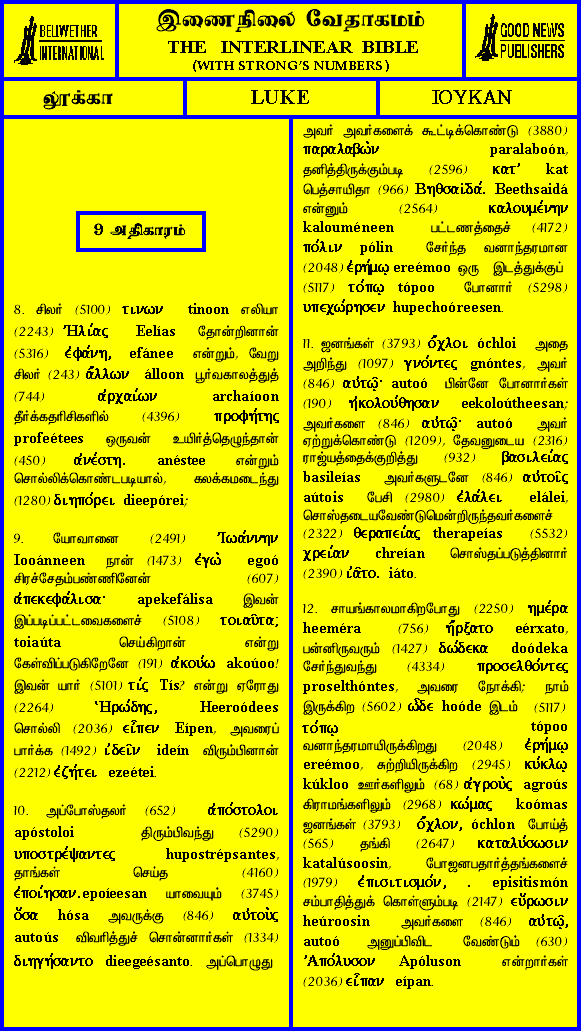 BELLWETHER
INTERNATIONAL
இணைநிலை வேதாகமம்
THE INTERLINEAR BIBLE
(WITH STRONG'S NUMBERS )
GOOD NEWS
PUBLISHERS
லூக்கா
LUKE
IOYKAN
9 அதிகாரம்
8. சிலர் (5100) τινων tinoon எலியா
(2243) Ἠλίας Eelías தோன்றினான்
(5316) ἐφάνη, efánee என்றும், வேறு
சிலர் (243) ἄλλων álloon பூர்வகாலத்துத்
(744) ἀρχαίων archaíoon
தீர்க்கதரிசிகளில் (4396) προφήτης
profeétees ஒருவன் உயிர்த்தெழுந்தான்
(450) ἀνέστη. anéstee என்றும்
சொல்லிக்கொண்டபடியால், கலக்கமடைந்து
(1280) διηπόρει dieepórei;
9. யோவானை (2491) Ἰωάννην
Iooánneen நான் (1473) ἐγὼ egoó
சிரச்சேதம்பண்ணினேன் (607)
ἀπεκεφάλισα· apekefálisa இவன்
இப்படிப்பட்டவைகளைச் (5108) τοιαῦτα;
toiaúta செய்கிறான் என்று
கேள்விப்படுகிறேனே (191) ἀκούω akoúoo!
இவன் யார் (5101) τίς Tís? என்று ஏரோது
(2264) Ἡρώδης, Heeroódees
சொல்லி (2036) εἶπεν Eípen, அவரைப்
பார்க்க (1492) ἰδεῖν ideín விரும்பினான்
(2212) ἐζήτει ezeétei.
10. அப்போஸ்தலர் (652) ἀπόστολοι
apóstoloi திரும்பிவந்து (5290)
υποστρέψαντες hupostrépsantes,
தாங்கள் செய்த (4160)
ἐποίησαν.epoíeesan யாவையும் (3745)
ὅσα hósa அவருக்கு (846) αὐτοὺς
autoús விவரித்துச் சொன்னார்கள் (1334)
διηγήσαντο dieegeésanto. அப்பொழுது
அவர் அவர்களைக் கூட்டிக்கொண்டு (3880)
παραλαβὼν paralaboón,
தனித்திருக்கும்படி (2596) κατ’ kat
பெத்சாயிதா (966) Βηθσαϊδά. Beethsaidá
என்னும் (2564) καλουμένην
kalouméneen பட்டணத்தைச் (4172)
πόλιν pólin சேர்ந்த வனாந்தரமான
(2048) ἐρήμῳ ereémoo ஒரு இடத்துக்குப்
(5117) τόπῳ tópoo போனார் (5298)
υπεχώρησεν hupechoóreesen.
11. ஜனங்கள் (3793) ὄχλοι óchloi அதை
அறிந்து (1097) γνόντες gnóntes, அவர்
(846) αὐτῷ· autoó பின்னே போனார்கள்
(190) ἠκολούθησαν eekoloútheesan;
அவர்களை (846) αὐτῷ· autoó அவர்
ஏற்றுக்கொண்டு (1209), தேவனுடைய (2316)
ராஜ்யத்தைக்குறித்து (932) βασιλείας
basileías அவர்களுடனே (846) αὐτοῖς
aútois பேசி (2980) ἐλάλει elálei,
சொஸ்தடையவேண்டுமென்றிருந்தவர்களைச்
(2322) θεραπείας therapeías (5532)
χρείαν chreían சொஸ்தப்படுத்தினார்
(2390) ἰᾶτο. iáto.
12. சாயங்காலமாகிறபோது (2250) ημέρα
heeméra (756) ἤρξατο eérxato,
பன்னிருவரும் (1427) δώδεκα doódeka
சேர்ந்துவந்து (4334) προσελθόντες
proselthóntes, அவரை நோக்கி; நாம்
இருக்கிற (5602) ὧδε hoóde இடம் (5117)
τόπῳ tópoo
வனாந்தரமாயிருக்கிறது (2048) ἐρήμῳ
ereémoo, சுற்றியிருக்கிற (2945) κύκλῳ
kúkloo ஊர்களிலும் (68) ἀγροὺς agroús
கிராமங்களிலும் (2968) κώμας koómas
ஜனங்கள் (3793) ὄχλον, óchlon போய்த்
(565) தங்கி (2647) καταλύσωσιν
katalúsoosin, போஜனபதார்த்தங்களைச்
(1979) ἐπισιτισμόν, . episitismón
சம்பாதித்துக் கொள்ளும்படி (2147) εὕρωσιν
heúroosin அவர்களை (846) αὐτῷ,
autoó அனுப்பிவிட வேண்டும் (630)
Ἀπόλυσον Apóluson என்றார்கள்
(2036) εἶπαν eípan.